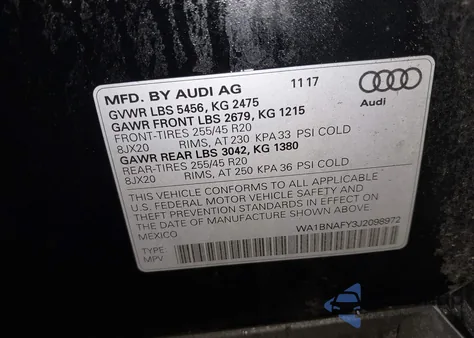 MFD. BY AUDI AG 11 17
GVWR LBS 5456, KG 2475
GAWR FRONT LBS 2679, KG 1215
FRONT-TIRES 255/45 R20
8JX20 RIMS, AT 230 KPA 33 PSI COLD
GAWR REAR LBS 3042, KG 1380
REAR-TIRES 255/45 R20
8JX20 RIMS, AT 250 KPA 36 PSI COLD
THIS VEHICLE CONFORMS TO ALL APPLICABLE
U.S. FEDERAL MOTOR VEHICLE SAFETY AND
THEFT PREVENTION STANDARDS IN EFFECT ON
THE DATE OF MANUFACTURE SHOWN ABOVE
MEXICO
WA1BNAFY3J2098972
TYPE:
MPV
Audi